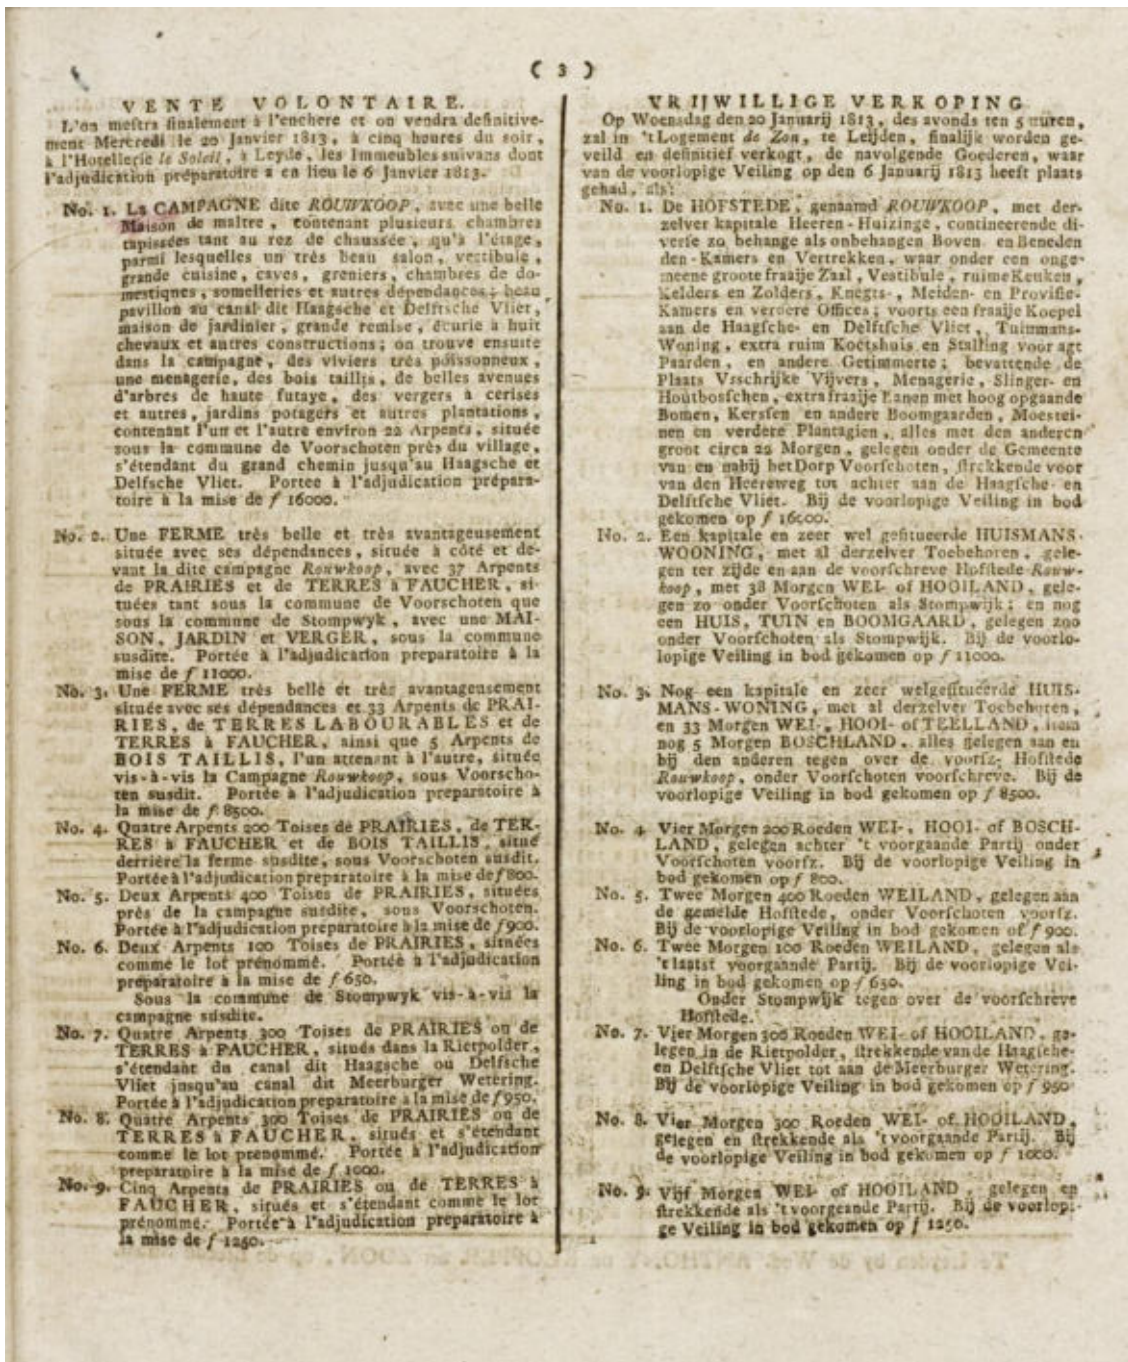 ( 3 )
VENTE VOLONTAIRE.
L'on mettra finalement à l'enchere et on vendra definitive-
ment Mercredi le 20 Janvier 1813, à cinq heures du soir,
à l'Hotellerie le Soleil, à Leyde, les Immeubles suivans dont
l'adjudication préparatoire a en lieu le 6 Janvier 1813.
No. 1. La CAMPAGNE dite ROUWKOOP, avec une belle
Maison de maitre, contenant plusieurs chambres
tapissées tant au rez de chaussée, qu'à l'étage,
parmi lesquelles un très beau salon, vestibule,
grande cuisine, caves, greniers, chambres de do-
mestiques, somelleries et autres dépendances; beau
pavillon au canal dit Haagsche et Delftsche Vliet,
maison de jardinier, grande remise, écurie à huit
chevaux et autres constructions; on trouve ensuite
dans la campagne, des viviers très poissonneux,
une menagerie, des bois taillis, de belles avenues
d'arbres de haute futaye, des vergers à cerises
et autres, jardins potagers et autres plantations,
contenant l'un et l'autre environ 22 Arpents, située
sous la commune de Voorschoten près du village,
s'étendant du grand chemin jusqu'au Haagsche et
Delfsche Vliet. Portee à l'adjudication prépara-
toire à la mise de f 16000.
No. 2. Une FERME très belle et très avantageusement
située avec ses dépendances, située à côté et de-
vant la dite campagne Rouwkoop, avec 37 Arpents
de PRAIRIES et de TERRES à FAUCHER, si-
tuées tant sous la commune de Voorschoten que
sous la commune de Stompwyk, avec une MAI-
SON, JARDIN et VERGER, sous la commune
susdite. Portée à l'adjudication preparatoire à la
mise de f 11000.
No. 3. Une FERME très belle et très avantageusement
située avec ses dépendances et 33 Arpents de PRAI-
RIES, de TERRES LABOURABLES et de
TERRES à FAUCHER, ainsi que 5 Arpents de
BOIS TAILLIS, l'un attenant à l'autre, située
vis-à-vis la Campagne Rouwkoop, sous Voorscho-
ten susdit. Portée à l'adjudication preparatoire à
la mise de f 8500.
No. 4. Quatre Arpents 200 Toises de PRAIRIES, de TER-
RES à FAUCHER et de BOIS TAILLIS, situé
derrière la ferme susdite, sous Voorschoten susdit.
Portée à l'adjudication preparatoire à la mise de f 800.
No. 5. Deux Arpents 400 Toises de PRAIRIES, situées
près de la campagne susdite, sous Voorschoten.
Portée à l'adjudication preparatoire à la mise de f 900.
No. 6. Deux Arpents 100 Toises de PRAIRIES, situées
comme le lot prénommé. Portée à l'adjudication
préparatoire à la mise de f 650.
Sous la commune de Stompwyk vis-à-vis la
campagne susdite.
No. 7. Quatre Arpents 300 Toises de PRAIRIES ou de
TERRES à FAUCHER, situés dans la Rietpolder,
s'étendant du canal dit Haagsche ou Delfsche
Vliet jusqu'au canal dit Meerburger Wetering.
Portée à l'adjudication preparatoire à la mise de f 950.
No. 8. Quatre Arpents 300 Toises de PRAIRIES ou de
TERRES à FAUCHER, situés et s'étendant
comme le lot prenommé. Portée à l'adjudication
preparatoire à la mise de f 1000.
No. 9. Cinq Arpents de PRAIRIES ou de TERRES à
FAUCHER, situés et s'étendant comme le lot
prénommé. Portée à l'adjudication preparatoire à
la mise de f 1250.
VRIJWILLIGE VERKOPING
Op Woensdag den 20 Januarij 1813, des avonds ten 5 uuren,
zal in 't Logement de Zon, te Leijden, finalijk worden ge-
veild en definitief verkogt, de navolgende Goederen, waar
van de voorlopige Veiling op den 6 Januarij 1813 heeft plaats
gehad, als:
No. 1. De HOFSTEDE, genaamd ROUWKOOP, met der-
zelver kapitale Heeren-Huizinge, contineerende di-
verse zo behange als onbehangen Boven en Beneden
den-Kamers en Vertrekken, waar onder een onge-
meene groote fraaije Zaal, Vestibule, ruime Keuken,
Kelders en Zolders, Knegts-, Meiden- en Provisie-
Kamers en verdere Offices; voorts een fraaije Koepel
aan de Haagsche- en Delftsche Vliet, Tuinmans-
Woning, extra ruim Koetshuis en Stalling voor agt
Paarden, en andere Getimmerte; bevattende de
Plaats Visschrijke Vijvers, Menagerie, Slinger- en
Houtbosschen, extra fraaije Lanen met hoog opgaande
Bomen, Kerssen en andere Boomgaarden, Moestei-
nen en verdere Plantagien, alles met den anderen
groot circa 22 Morgen, gelegen onder de Gemeente
van en nabij het Dorp Voorschoten, strekkende voor
van den Heereweg tot achter aan de Haagsche- en
Delftsche Vliet. Bij de voorlopige Veiling in bod
gekomen op f 16000.
No. 2. Een kapitale en zeer wel gesitueerde HUISMANS-
WOONING, met al derzelver Toebehoren, gele-
gen ter zijde en aan de voorschreve Hofstede Rouw-
koop, met 38 Morgen WEI- of HOOILAND, gele-
gen zo onder Voorschoten als Stompwijk; en nog
een HUIS, TUIN en BOOMGAARD, gelegen zoo
onder Voorschoten als Stompwijk. Bij de voorlo-
lopige Veiling in bod gekomen op f 11000.
No. 3. Nog een kapitale en zeer welgesitueerde HUIS-
MANS-WONING, met al derzelver Toebehoren,
en 33 Morgen WEI-, HOOI- of TEELLAND, item
nog 5 Morgen BOSCHLAND, alles gelegen aan en
bij den anderen tegen over de voorsz. Hofstede
Rouwkoop, onder Voorschoten voorschreve. Bij de
voorlopige Veiling in bod gekomen op f 8500.
No. 4. Vier Morgen 200 Roeden WEI-, HOOI- of BOSCH-
LAND, gelegen achter 't voorgaande Partij onder
Voorschoten voorsz. Bij de voorlopige Veiling in
bod gekomen op f 800.
No. 5. Twee Morgen 400 Roeden WEILAND, gelegen aan
de gemelde Hofstede, onder Voorschoten voorsz.
Bij de voorlopige Veiling in bod gekomen of f 900.
No. 6. Twee Morgen 100 Roeden WEILAND, gelegen als
't laatst voorgaande Partij. Bij de voorlopige Vei-
ling in bod gekomen op f 650.
Onder Stompwijk tegen over de voorschreve
Hofstede.
No. 7. Vier Morgen 300 Roeden WEI- of HOOILAND, ge-
legen in de Rietpolder, strekkende van de Haagsche-
en Delftsche Vliet tot aan de Meerburger Wetering.
Bij de voorlopige Veiling in bod gekomen op f 950
No. 8. Vier Morgen 300 Roeden WEI- of HOOILAND,
gelegen en strekkende als 't voorgaande Partij. Bij
de voorlopige Veiling in bod gekomen op f 1000.
No. 9. Vijf Morgen WEI- of HOOILAND, gelegen en
strekkende als 't voorgeande Partij. Bij de voorlopi-
ge Veiling in bod gekomen op f 1250.